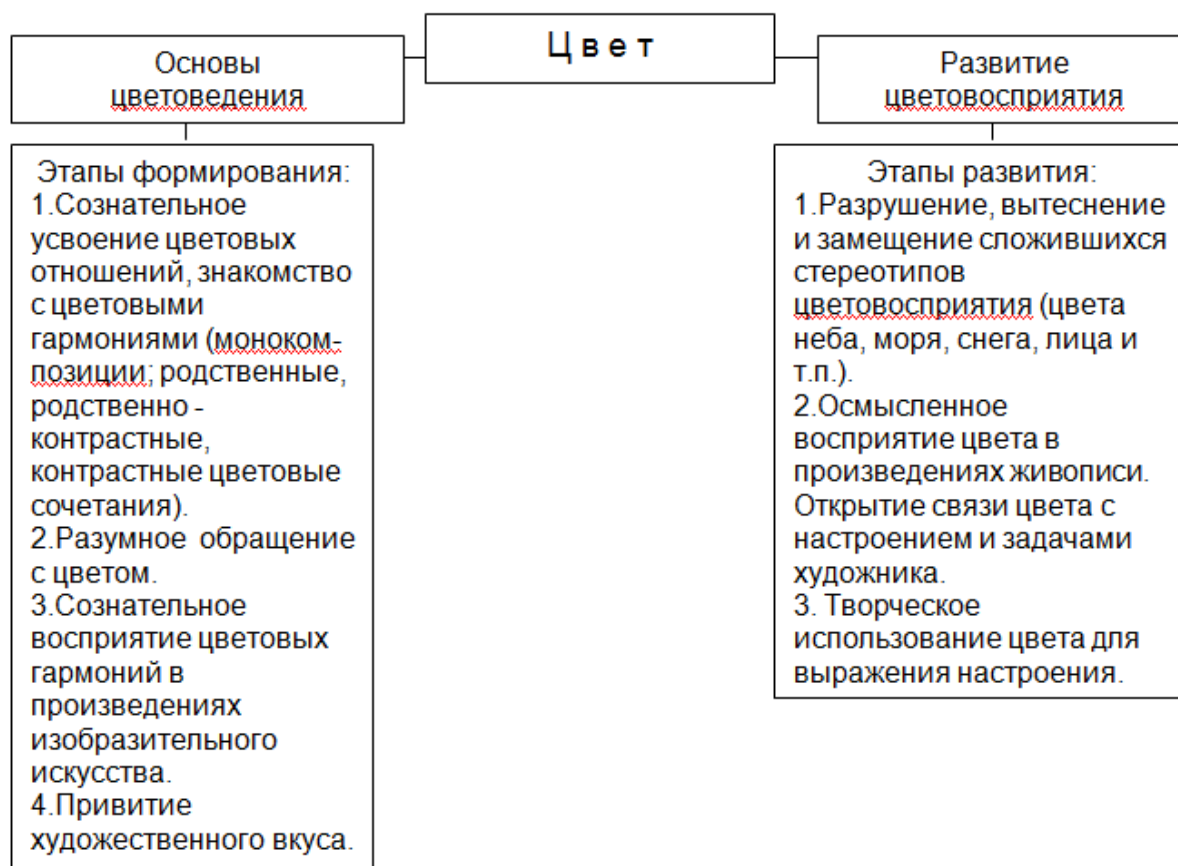 Ц в е т
Основы
цветоведения
Развитие
цветовосприятия
Этапы формирования:
1.Сознательное
усвоение цветовых
отношений, знакомство
с цветовыми
гармониями (моноком-
позиции; родственные,
родственно -
контрастные,
контрастные цветовые
сочетания).
2.Разумное обращение
с цветом.
3.Сознательное
восприятие цветовых
гармоний в
произведениях
изобразительного
искусства.
4.Привитие
художественного вкуса.
Этапы развития:
1.Разрушение, вытеснение
и замещение сложившихся
стереотипов
цветовосприятия (цвета
неба, моря, снега, лица и
т.п.).
2.Осмысленное
восприятие цвета в
произведениях живописи.
Открытие связи цвета с
настроением и задачами
художника.
3. Творческое
использование цвета для
выражения настроения.